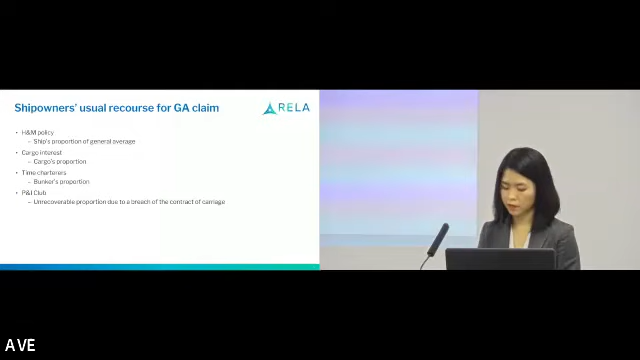 Shipowners' usual recourse for GA claim
RELA
• H&M policy
– Ship's proportion of general average
• Cargo interest
– Cargo's proportion
• Time charterers
– Bunker's proportion
• P&I Club
– Unrecoverable proportion due to a breach of the contract of carriage
AVE